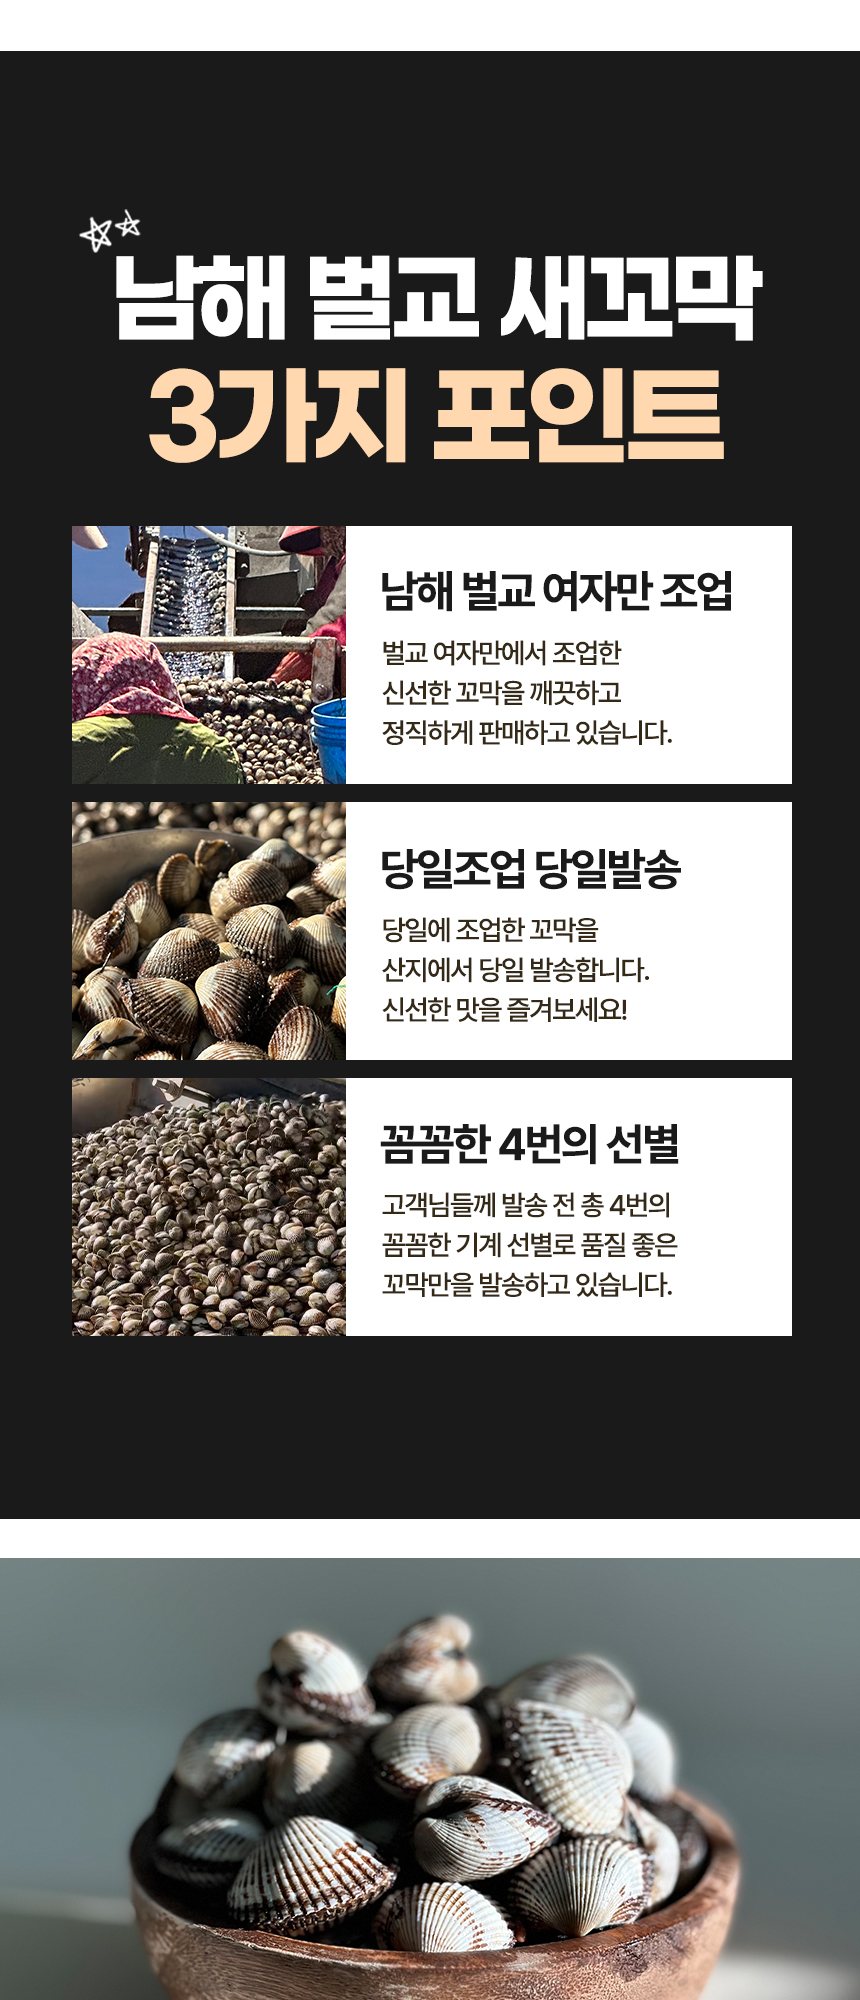 남해 벌교 새꼬막
3가지 포인트
남해 벌교 여자만 조업
벌교 여자만에서 조업한
신선한 꼬막을 깨끗하고
정직하게 판매하고 있습니다.
당일조업 당일발송
당일에 조업한 꼬막을
산지에서 당일 발송합니다.
신선한 맛을 즐겨보세요!
꼼꼼한 4번의 선별
고객님들께 발송 전 총 4번의
꼼꼼한 기계 선별로 품질 좋은
꼬막만을 발송하고 있습니다.